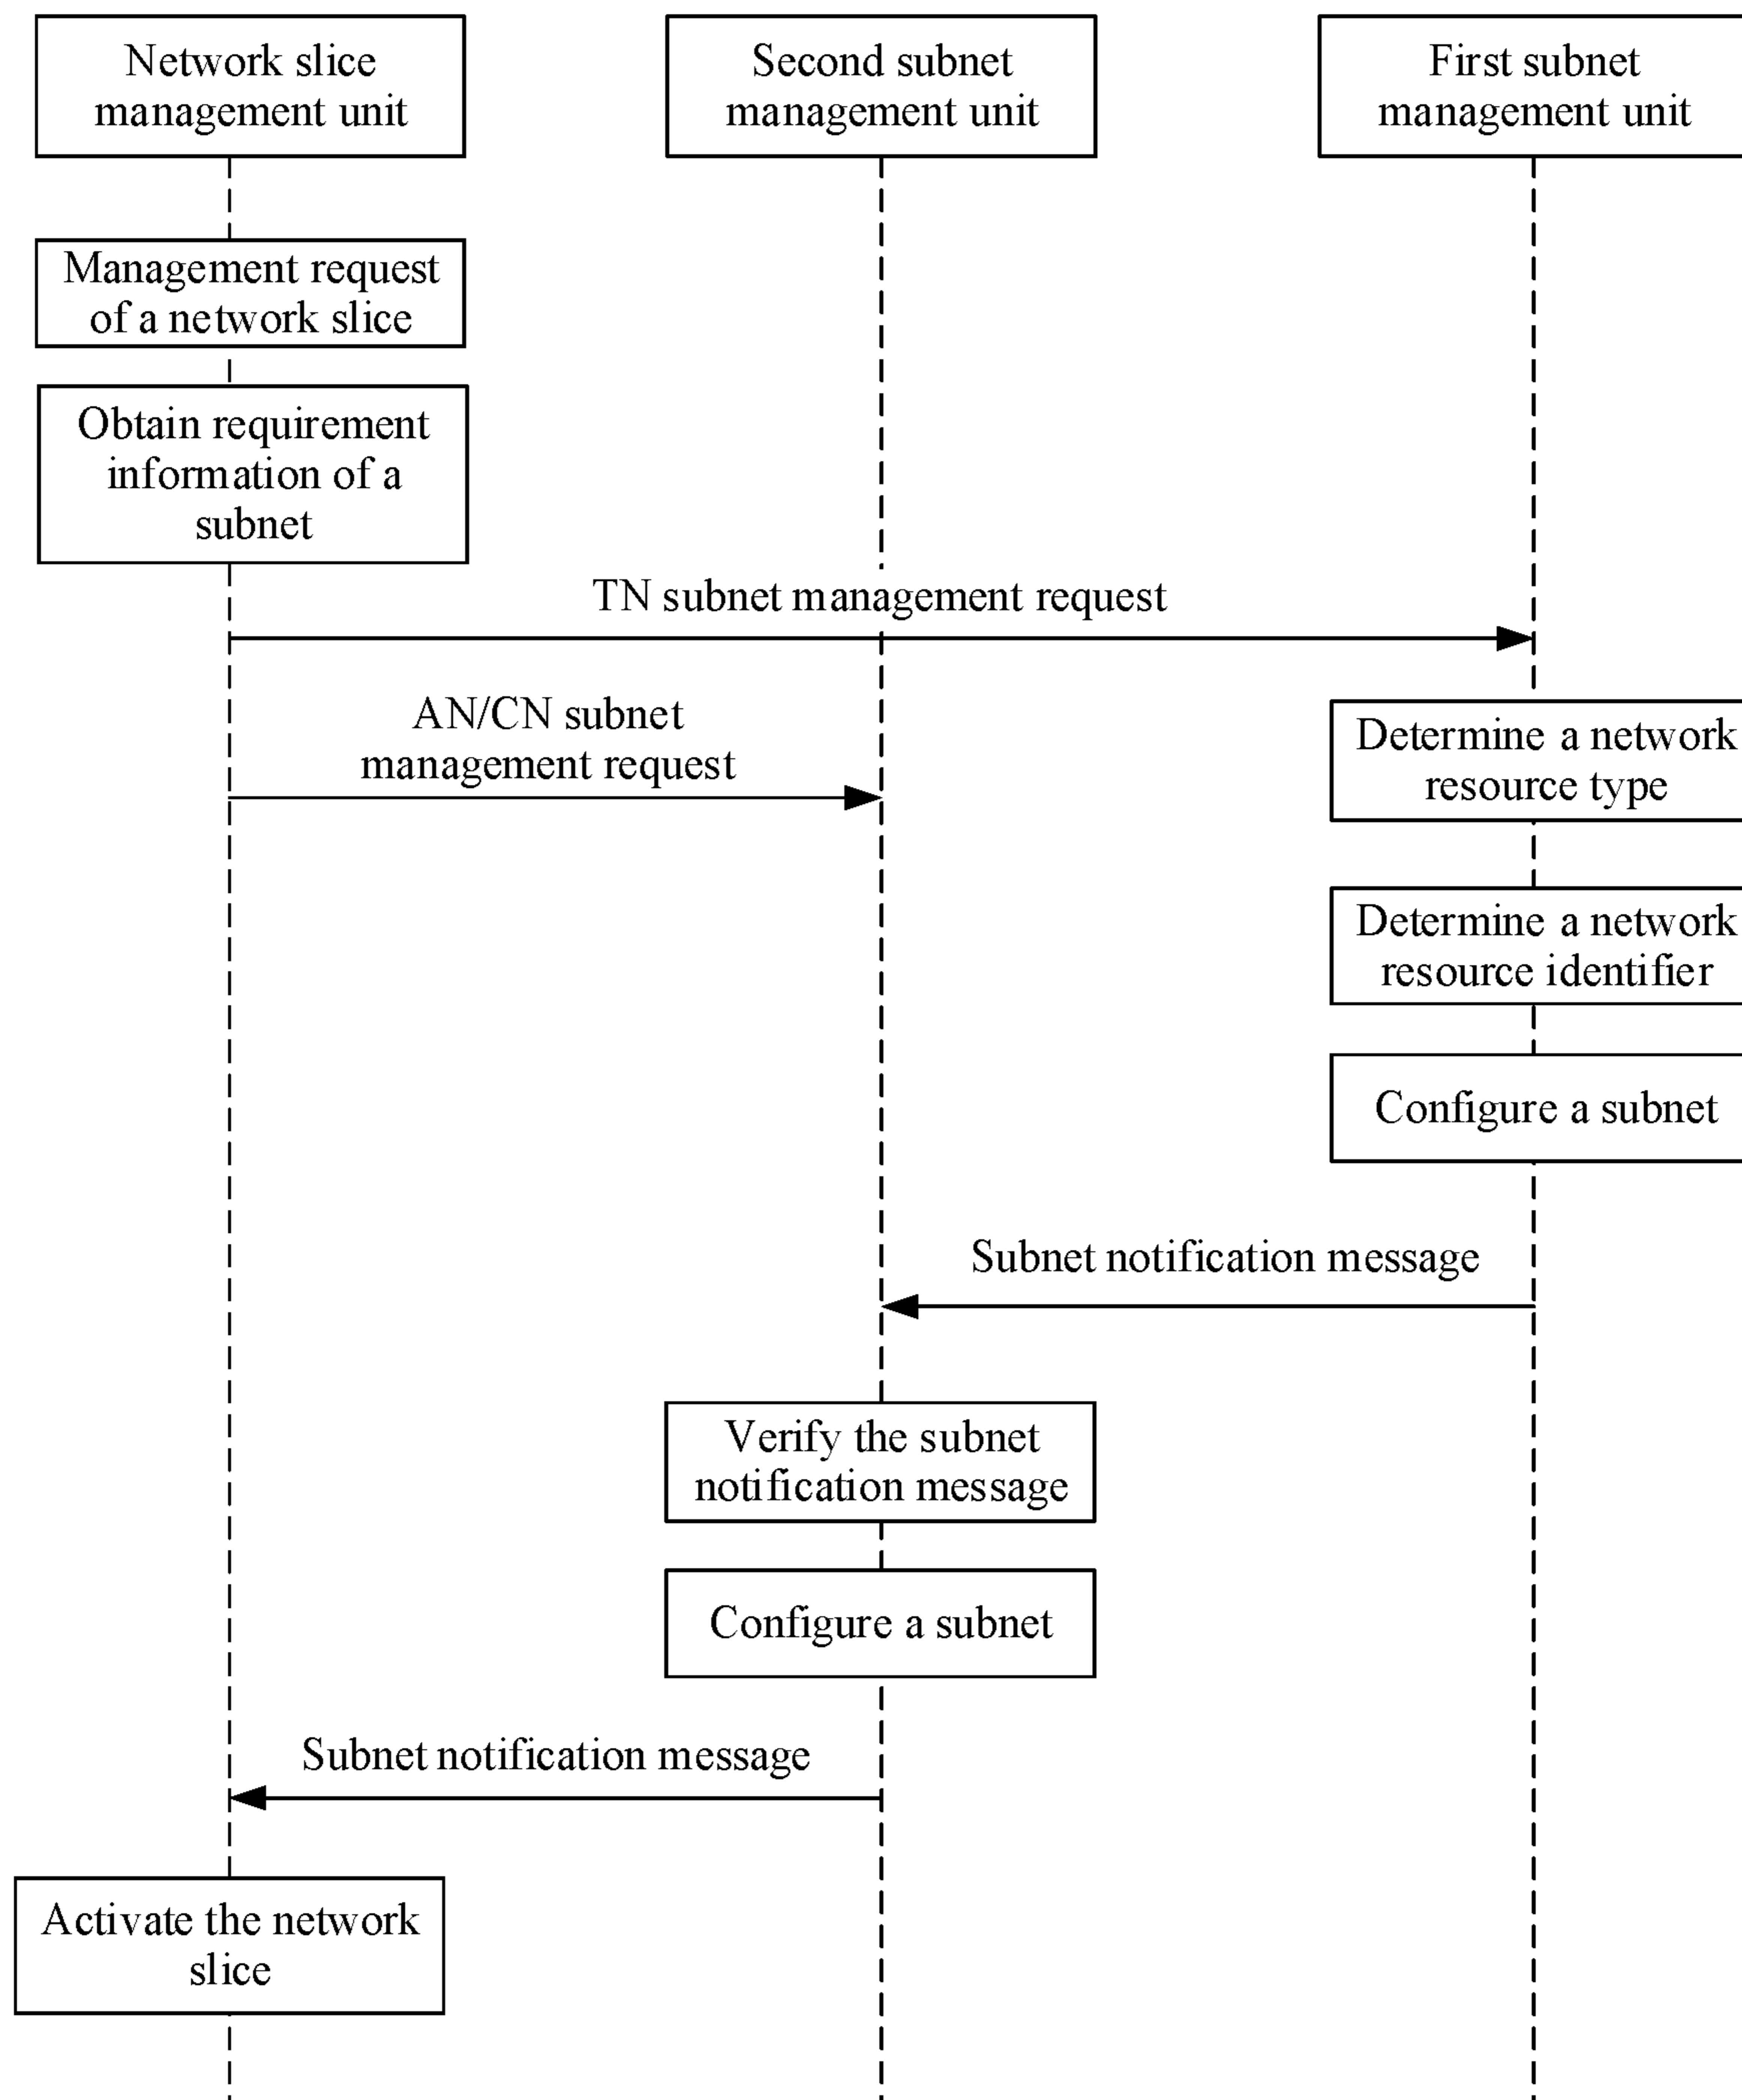 Network slice
management unit
Second subnet
management unit
First subnet
management unit
Management request
of a network slice
Obtain requirement
information of a
subnet
TN subnet management request
AN/CN subnet
management request
Determine a network
resource type
Determine a network
resource identifier
Configure a subnet
Subnet notification message
Verify the subnet
notification message
Configure a subnet
Subnet notification message
Activate the network
slice